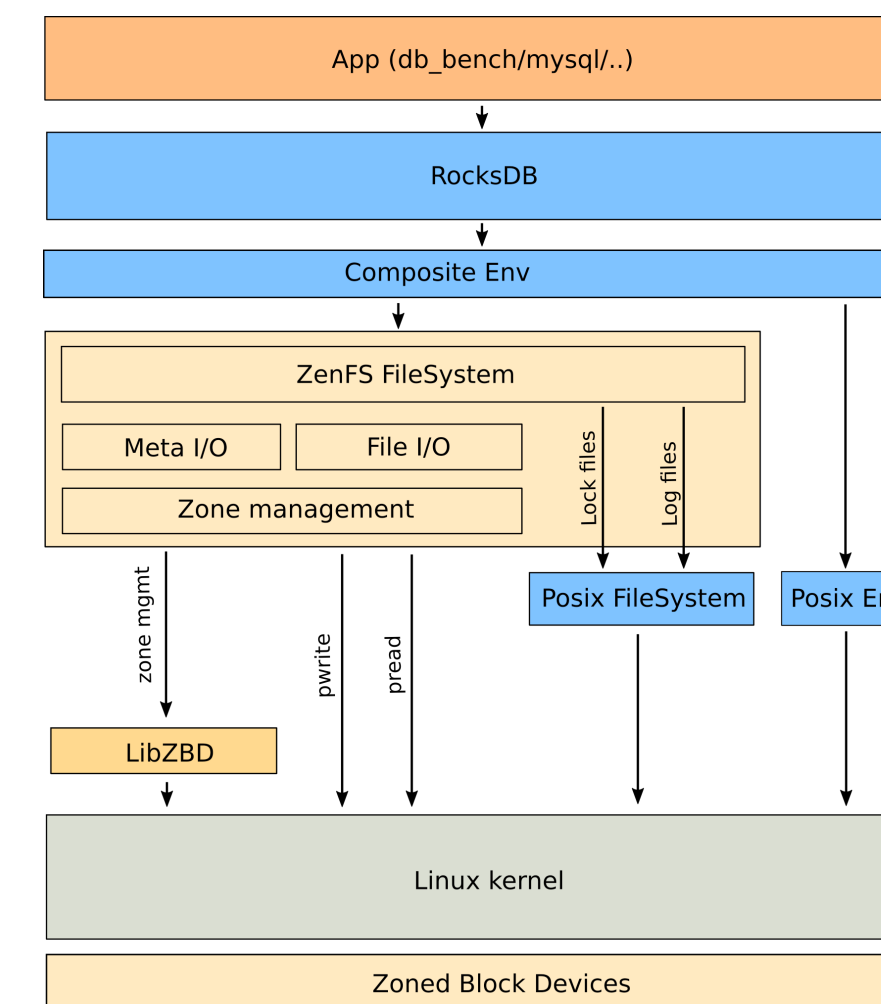 App (db_bench/mysql/..)
RocksDB
Composite Env
ZenFS FileSystem
Meta I/O
File I/O
Lock files
Log files
Zone management
zone mgmt
pwrite
pread
Posix FileSystem
Posix
LibZBD
Linux kernel
Zoned Block Devices